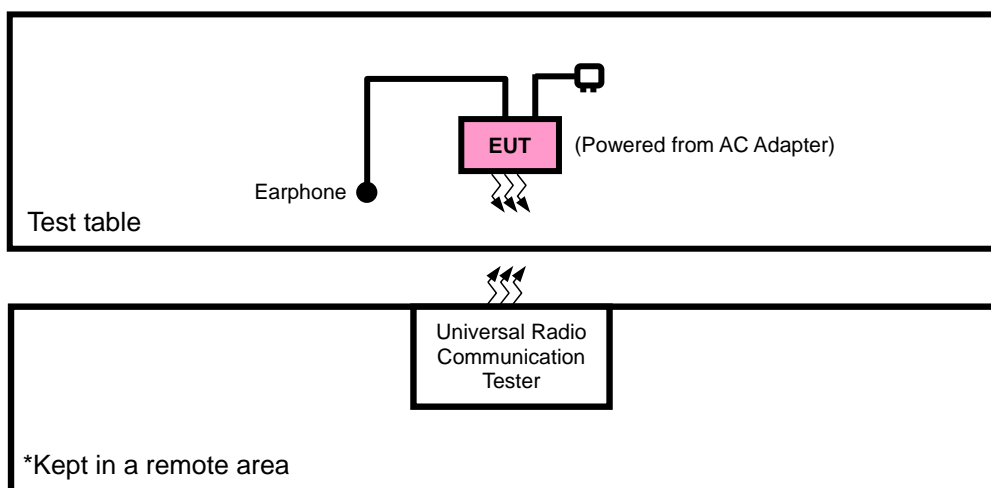 EUT
(Powered from AC Adapter)
Earphone
Test table
Universal Radio
Communication
Tester
*Kept in a remote area